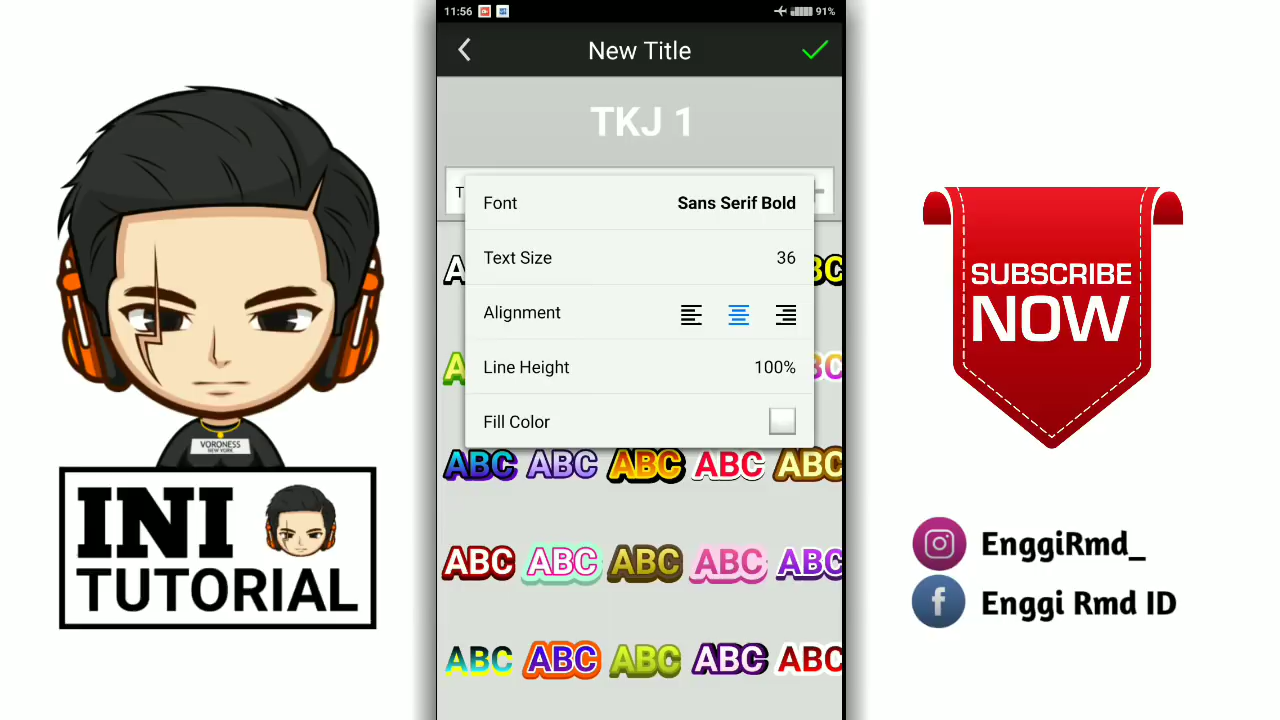 11:56
91%
New Title
TKJ 1
T
Font
Sans Serif Bold
Text Size
36
Alignment
Line Height
100%
Fill Color
ABC ABC ABC ABC ABC
ABC ABC ABC ABC ABC
ABC ABC ABC ABC ABC
VORONESS
NEW YORK
INI
TUTORIAL
SUBSCRIBE
NOW
EnggiRmd_
Enggi Rmd ID